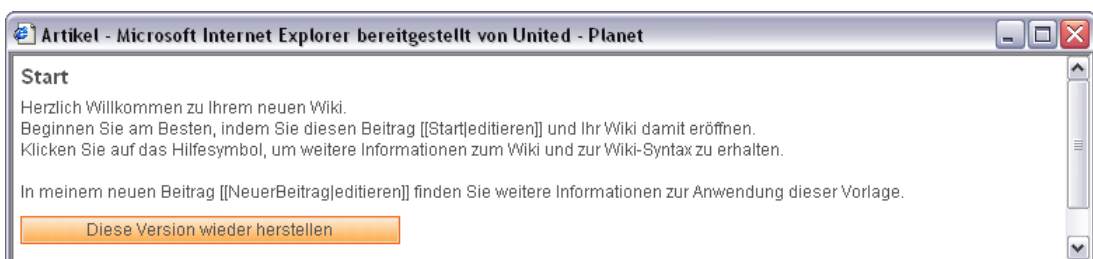 Artikel - Microsoft Internet Explorer bereitgestellt von United - Planet
Start
Herzlich Willkommen zu Ihrem neuen Wiki.
Beginnen Sie am Besten, indem Sie diesen Beitrag [[Start|editieren]] und Ihr Wiki damit eröffnen.
Klicken Sie auf das Hilfesymbol, um weitere Informationen zum Wiki und zur Wiki-Syntax zu erhalten.
In meinem neuen Beitrag [[NeuerBeitrag|editieren]] finden Sie weitere Informationen zur Anwendung dieser Vorlage.
Diese Version wieder herstellen